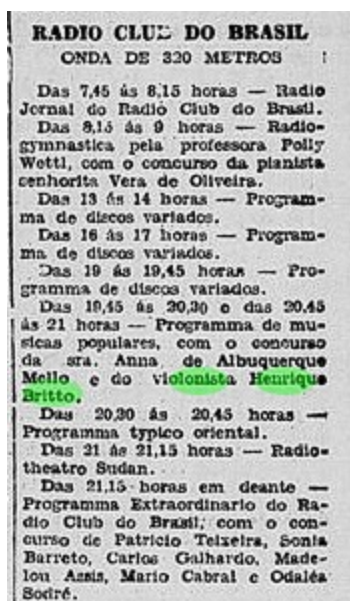 RADIO CLUB DO BRASIL
ONDA DE 320 METROS
Das 7,45 ás 8,15 horas — Radio
Jornal do Radio Club do Brasil.
Das 8,15 ás 9 horas — Radio-
gymnastica pela professora Polly
Wettl, com o concurso da pianista
senhorita Vera de Oliveira.
Das 13 ás 14 horas — Program-
ma de discos variados.
Das 16 ás 17 horas — Program-
ma de discos variados.
Das 19 ás 19,45 horas — Pro-
gramma de discos variados.
Das 19,45 ás 20,30 e das 20,45
ás 21 horas — Programma de mu-
sicas populares, com o concurso
da sra. Anna de Albuquerque
Mello e do violonista Henrique
Britto.
Das 20,30 ás 20,45 horas —
Programma typico oriental.
Das 21 ás 21,15 horas — Radio-
theatro Sudan.
Das 21,15 horas em deante —
Programma Extraordinario do Ra-
dio Club do Brasil, com o con-
curso de Patricio Teixeira, Sonia
Barreto, Carlos Galhardo, Made-
lou Assis, Mario Cabral e Odaléa
Sodré.